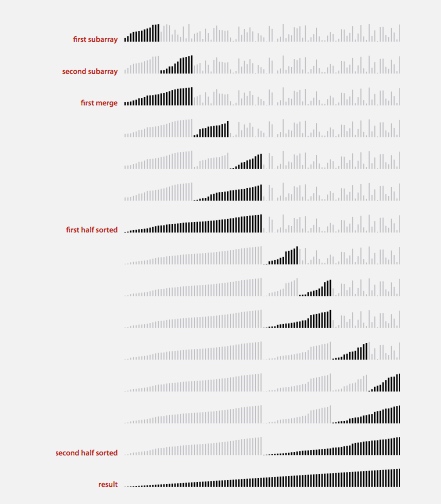 first subarray
second subarray
first merge
first half sorted
second half sorted
result